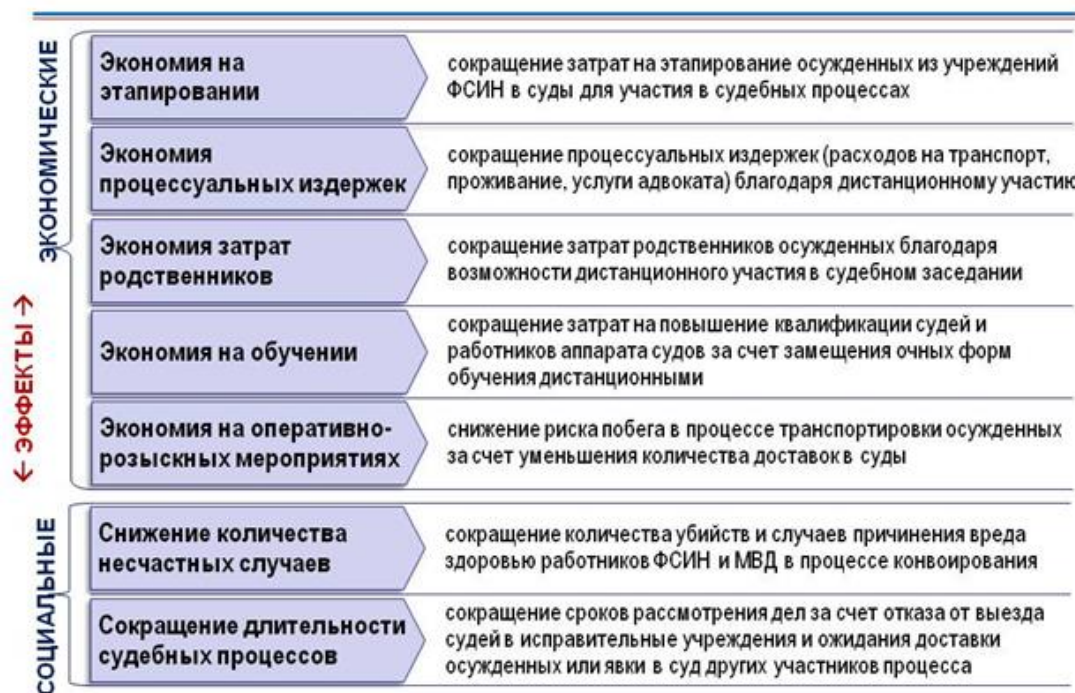 ← ЭФФЕКТЫ →
ЭКОНОМИЧЕСКИЕ
Экономия на
этапировании
сокращение затрат на этапирование осужденных из учреждений
ФСИН в суды для участия в судебных процессах
Экономия
процессуальных издержек
сокращение процессуальных издержек (расходов на транспорт,
проживание, услуги адвоката) благодаря дистанционному участию
Экономия затрат
родственников
сокращение затрат родственников осужденных благодаря
возможности дистанционного участия в судебном заседании
Экономия на обучении
сокращение затрат на повышение квалификации судей и
работников аппарата судов за счет замещения очных форм
обучения дистанционными
Экономия на оперативно-
розыскных мероприятиях
снижение риска побега в процессе транспортировки осужденных
за счет уменьшения количества доставок в суды
СОЦИАЛЬНЫЕ
Снижение количества
несчастных случаев
сокращение количества убийств и случаев причинения вреда
здоровью работников ФСИН и МВД в процессе конвоирования
Сокращение длительности
судебных процессов
сокращение сроков рассмотрения дел за счет отказа от выезда
судей в исправительные учреждения и ожидания доставки
осужденных или явки в суд других участников процесса